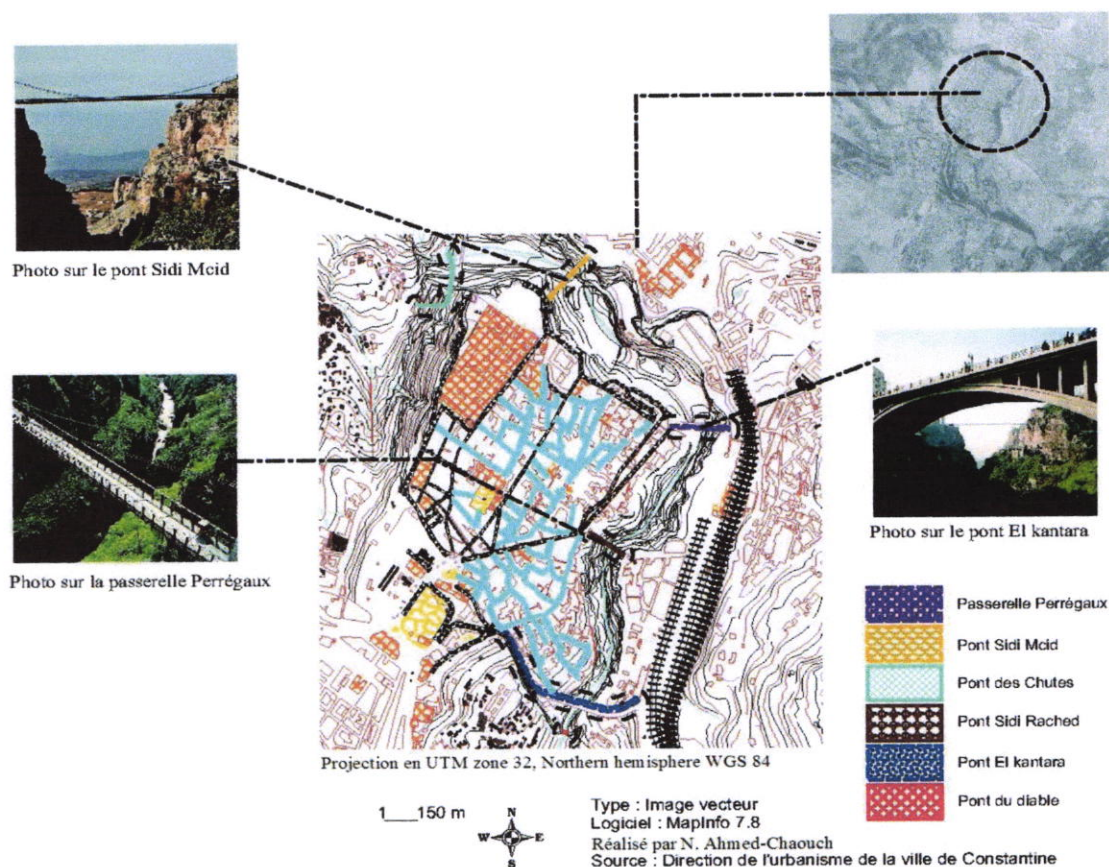 Photo sur le pont Sidi Mcid
Photo sur la passerelle Perrégaux
Photo sur le pont El kantara
Passerelle Perrégaux
Pont Sidi Mcid
Pont des Chutes
Pont Sidi Rached
Pont El kantara
Pont du diable
Projection en UTM zone 32, Northern hemisphere WGS 84
1___150 m
N
W E
S
Type : Image vecteur
Logiciel : MapInfo 7.8
Réalisé par N. Ahmed-Chaouch
Source : Direction de l'urbanisme de la ville de Constantine